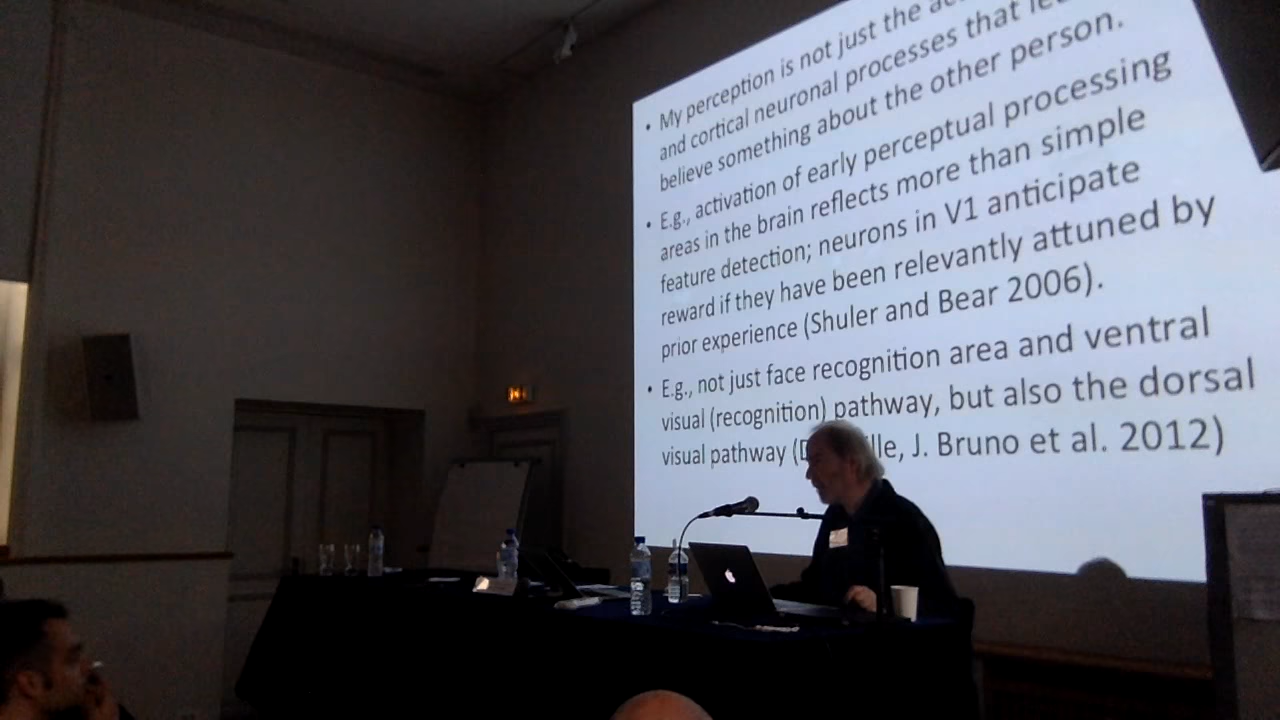 My perception is not just the
and cortical neuronal processes that
believe something about the other person.
E.g., activation of early perceptual processing
areas in the brain reflects more than simple
feature detection; neurons in V1 anticipate
reward if they have been relevantly attuned by
prior experience (Shuler and Bear 2006).
E.g., not just face recognition area and ventral
visual (recognition) pathway, but also the dorsal
visual pathway ( J. Bruno et al. 2012)